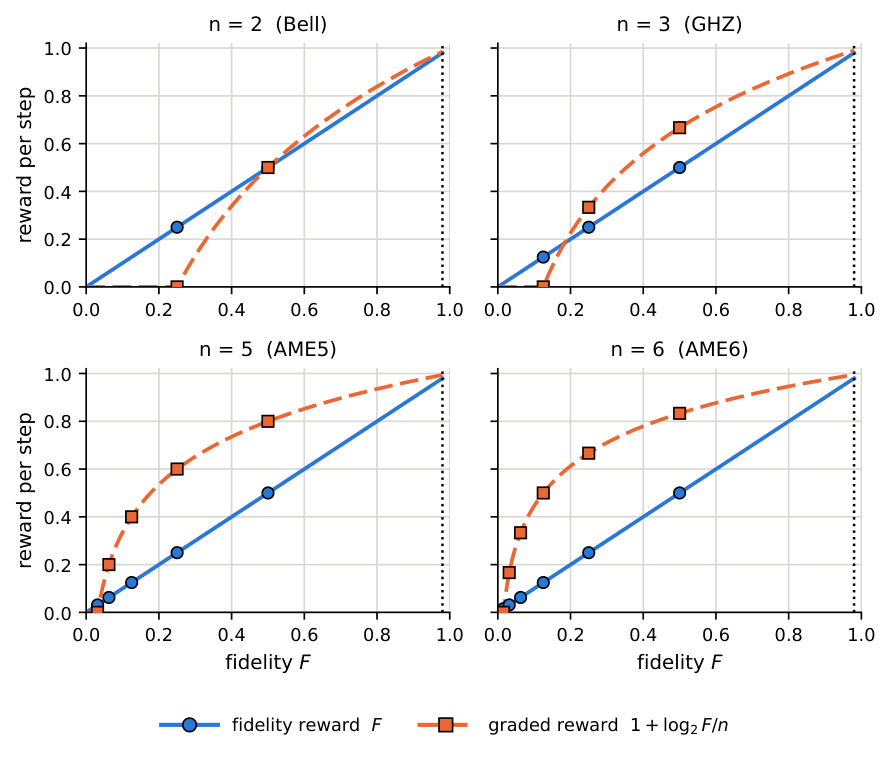 n = 2 (Bell)
n = 3 (GHZ)
reward per step
1.0
0.8
0.6
0.4
0.2
0.0
0.0 0.2 0.4 0.6 0.8 1.0
0.0 0.2 0.4 0.6 0.8 1.0
n = 5 (AME5)
n = 6 (AME6)
reward per step
1.0
0.8
0.6
0.4
0.2
0.0
0.0 0.2 0.4 0.6 0.8 1.0
0.0 0.2 0.4 0.6 0.8 1.0
fidelity F
fidelity F
fidelity reward F
graded reward 1 + log₂ F/n